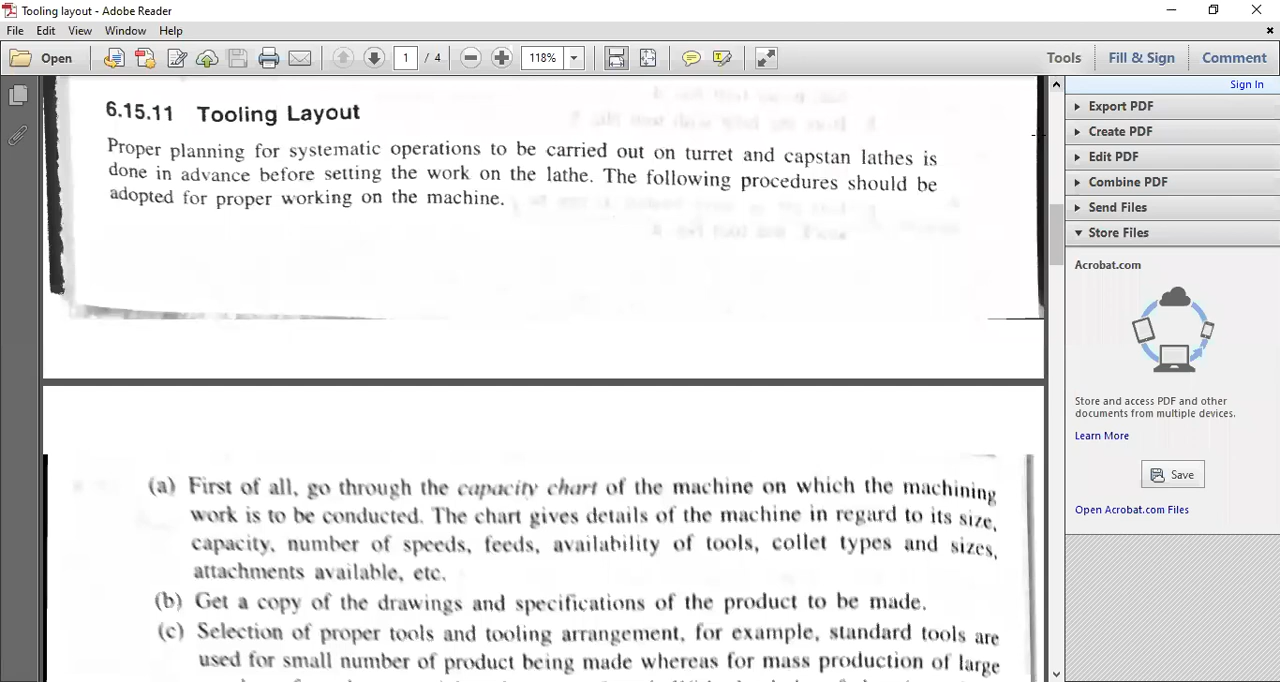 Tooling layout - Adobe Reader
File Edit View Window Help
Open 1 / 4 118% Tools Fill & Sign Comment
Sign In
Export PDF
Create PDF
Edit PDF
Combine PDF
Send Files
Store Files
Acrobat.com
Store and access PDF and other
documents from multiple devices.
Learn More
Save
Open Acrobat.com Files
6.15.11 Tooling Layout
Proper planning for systematic operations to be carried out on turret and capstan lathes is
done in advance before setting the work on the lathe. The following procedures should be
adopted for proper working on the machine.
(a) First of all, go through the capacity chart of the machine on which the machining
work is to be conducted. The chart gives details of the machine in regard to its size,
capacity, number of speeds, feeds, availability of tools, collet types and sizes,
attachments available, etc.
(b) Get a copy of the drawings and specifications of the product to be made.
(c) Selection of proper tools and tooling arrangement, for example, standard tools are
used for small number of product being made whereas for mass production of large